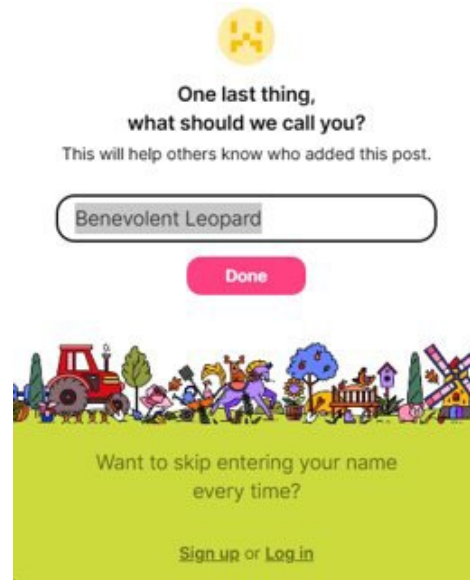 One last thing,
what should we call you?
This will help others know who added this post.
Benevolent Leopard
Done
Want to skip entering your name
every time?
Sign up or Log in